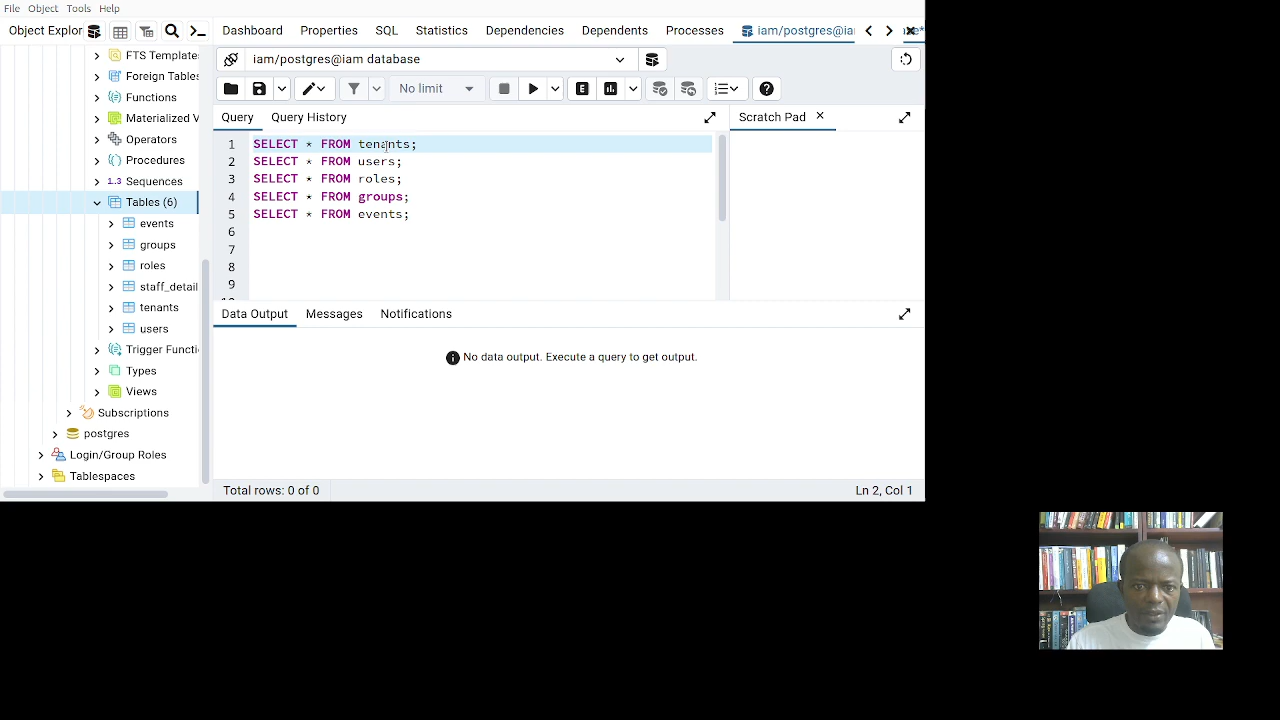 File Object Tools Help
Object Explor
Dashboard Properties SQL Statistics Dependencies Dependents Processes iam/postgres@iam
iam/postgres@iam database
No limit
Query Query History
Scratch Pad
1 SELECT * FROM tenants;
2 SELECT * FROM users;
3 SELECT * FROM roles;
4 SELECT * FROM groups;
5 SELECT * FROM events;
6
7
8
9
FTS Template
Foreign Table
Functions
Materialized V
Operators
Procedures
1..3 Sequences
Tables (6)
events
groups
roles
staff_detail
tenants
users
Trigger Functi
Types
Views
Subscriptions
postgres
Login/Group Roles
Tablespaces
Data Output Messages Notifications
No data output. Execute a query to get output.
Total rows: 0 of 0
Ln 2, Col 1